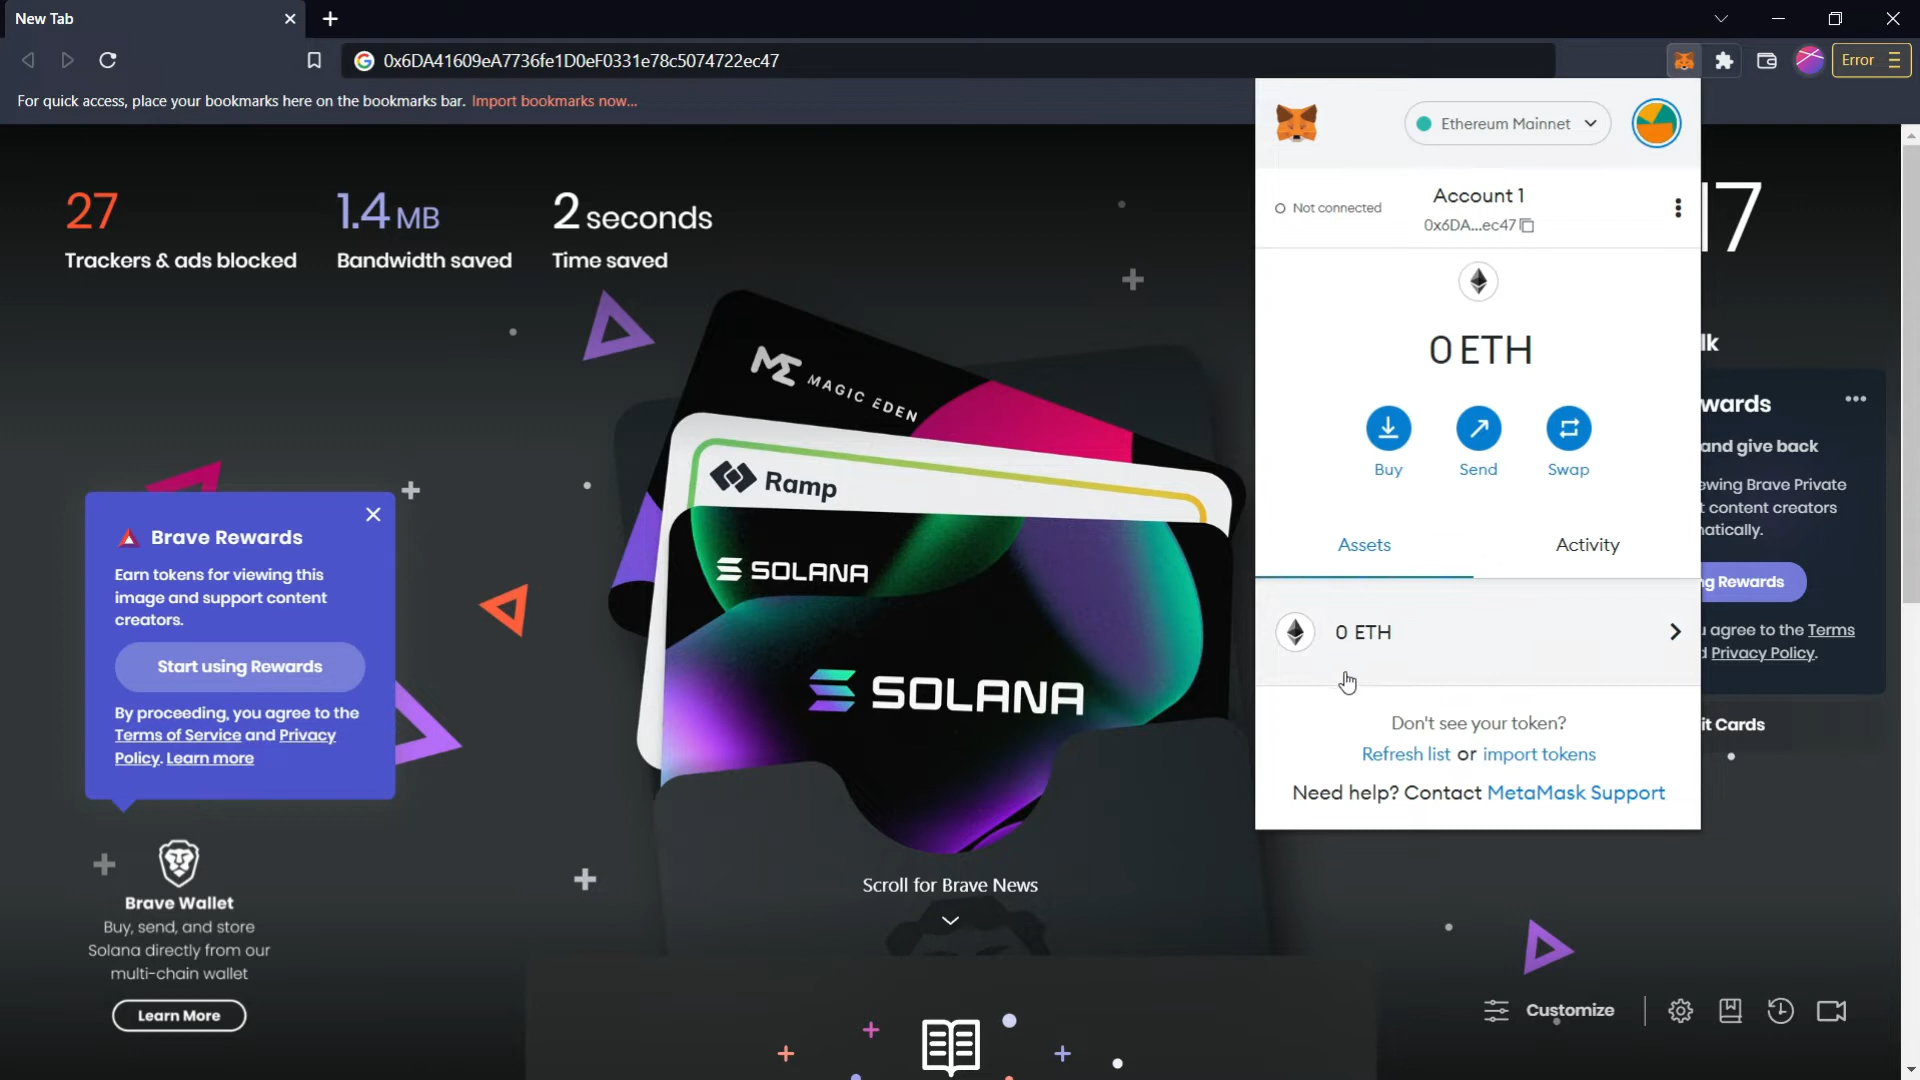 New Tab
0x6DA41609eA7736fe1D0eF0331e78c5074722ec47
Error
For quick access, place your bookmarks here on the bookmarks bar. Import bookmarks now...
27
Trackers & ads blocked
1.4 MB
Bandwidth saved
2 seconds
Time saved
17
Ethereum Mainnet
Not connected
Account 1
0x6DA...ec47
0 ETH
Buy
Send
Swap
Assets
Activity
0 ETH
Don't see your token?
Refresh list or import tokens
Need help? Contact MetaMask Support
lk
wards
and give back
ewing Brave Private
t content creators
natically.
ng Rewards
u agree to the Terms
d Privacy Policy.
it Cards
MAGIC EDEN
Ramp
SOLANA
SOLANA
Brave Rewards
Earn tokens for viewing this
image and support content
creators.
Start using Rewards
By proceeding, you agree to the
Terms of Service and Privacy
Policy. Learn more
Brave Wallet
Buy, send, and store
Solana directly from our
multi-chain wallet
Learn More
Scroll for Brave News
Customize